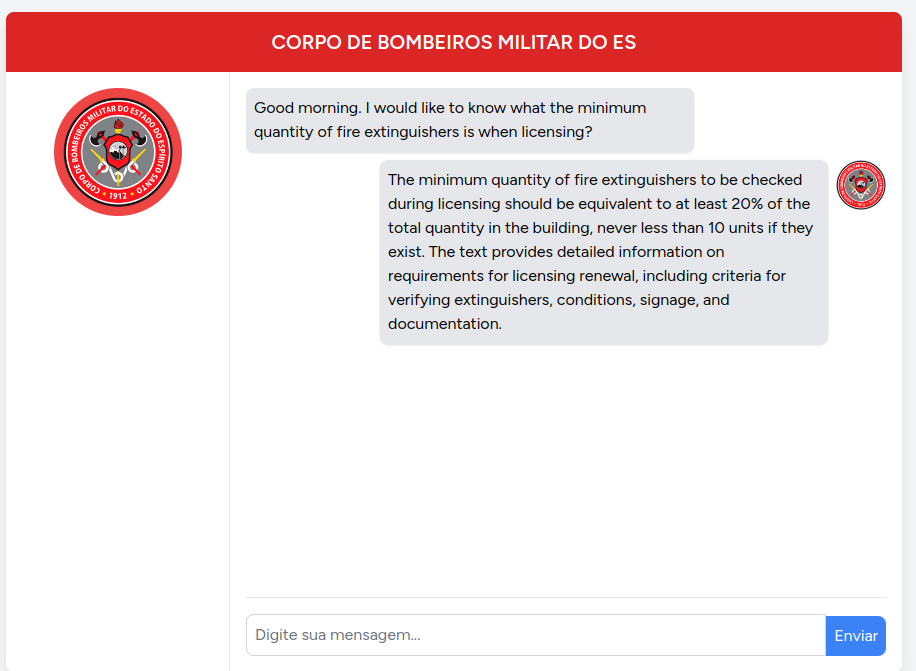 CORPO DE BOMBEIROS MILITAR DO ES
CORPO DE BOMBEIROS MILITAR DO ESTADO DO ESPÍRITO SANTO
1912
Good morning. I would like to know what the minimum
quantity of fire extinguishers is when licensing?
The minimum quantity of fire extinguishers to be checked
during licensing should be equivalent to at least 20% of the
total quantity in the building, never less than 10 units if they
exist. The text provides detailed information on
requirements for licensing renewal, including criteria for
verifying extinguishers, conditions, signage, and
documentation.
Digite sua mensagem...
Enviar